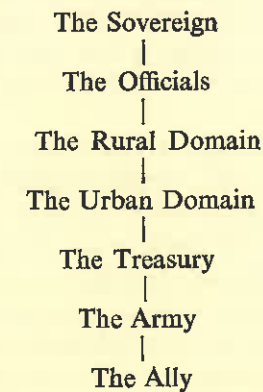 The Sovereign
The Officials
The Rural Domain
The Urban Domain
The Treasury
The Army
The Ally